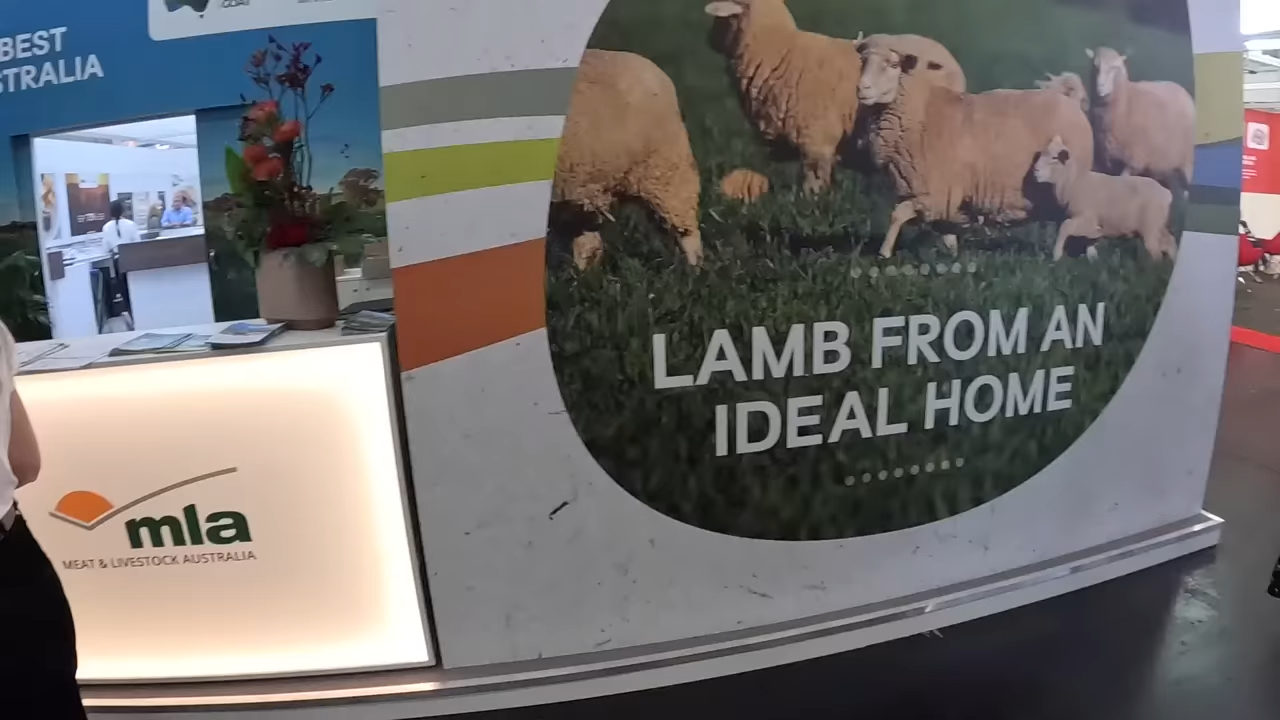 BEST
STRALIA
LAMB FROM AN
IDEAL HOME
mla
MEAT & LIVESTOCK AUSTRALIA